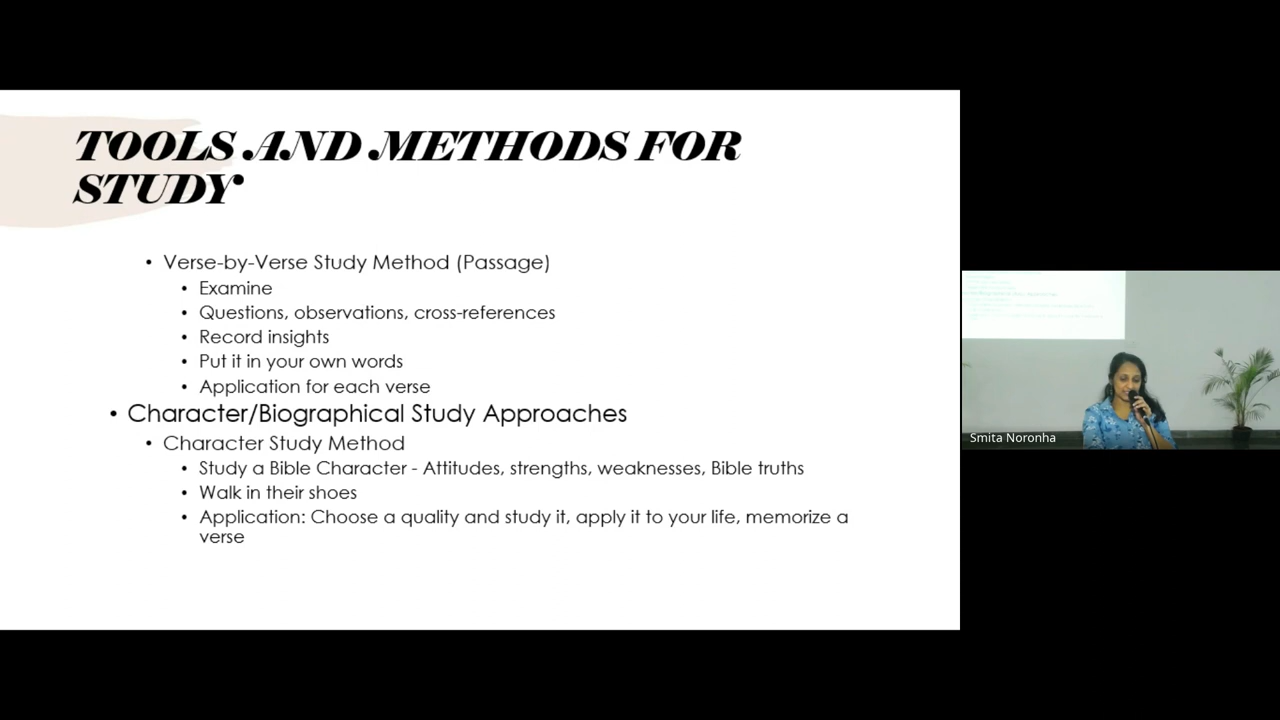 TOOLS AND METHODS FOR
STUDY
• Verse-by-Verse Study Method (Passage)
• Examine
• Questions, observations, cross-references
• Record insights
• Put it in your own words
• Application for each verse
• Character/Biographical Study Approaches
• Character Study Method
• Study a Bible Character - Attitudes, strengths, weaknesses, Bible truths
• Walk in their shoes
• Application: Choose a quality and study it, apply it to your life, memorize a
verse
Smita Noronha